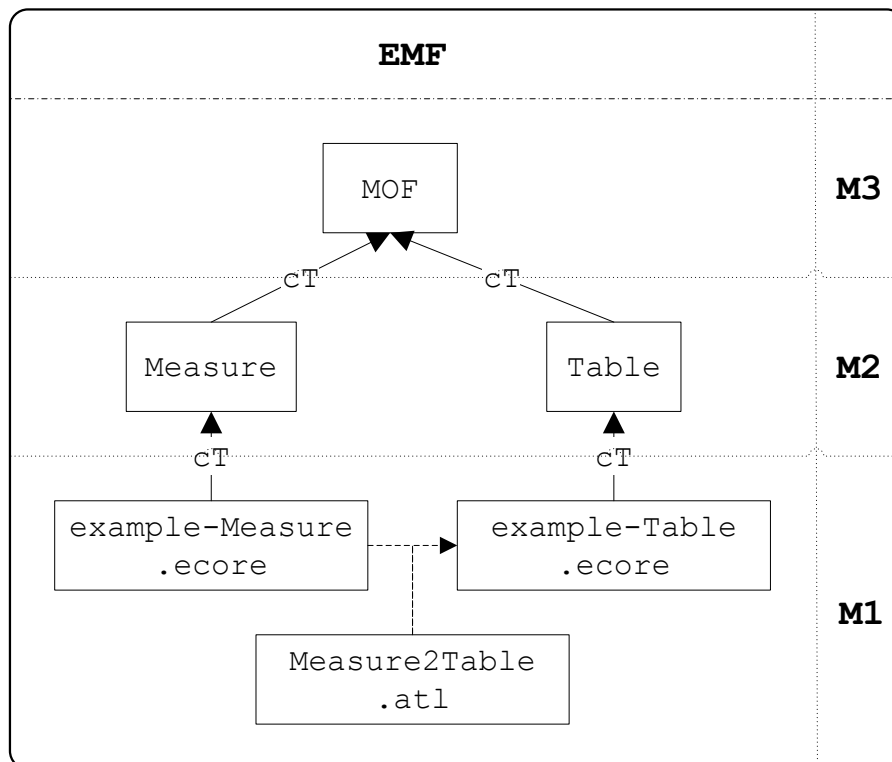 EMF
MOF
M3
cT
cT
Measure
Table
M2
cT
cT
example-Measure
.ecore
example-Table
.ecore
M1
Measure2Table
.atl